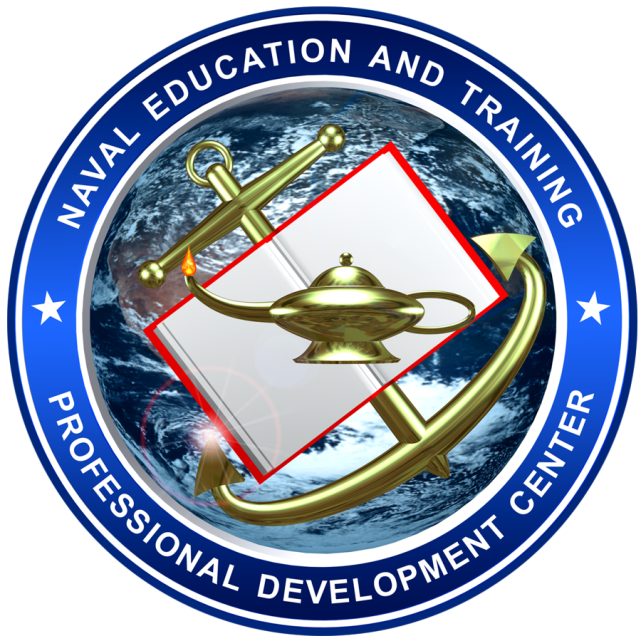 NAVAL EDUCATION AND TRAINING
PROFESSIONAL DEVELOPMENT CENTER